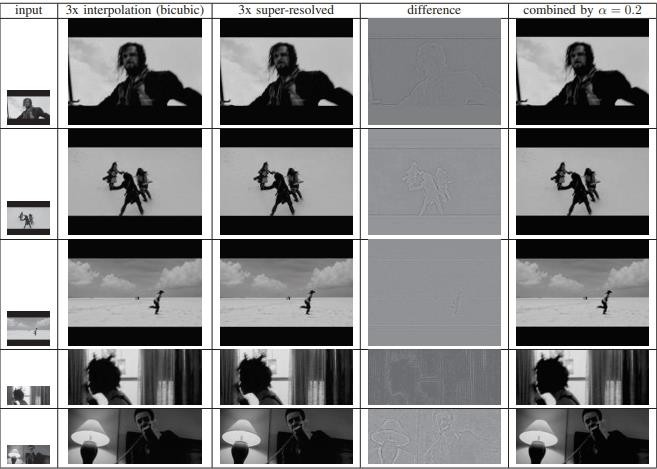 input 3x interpolation (bicubic) 3x super-resolved difference combined by α = 0.2